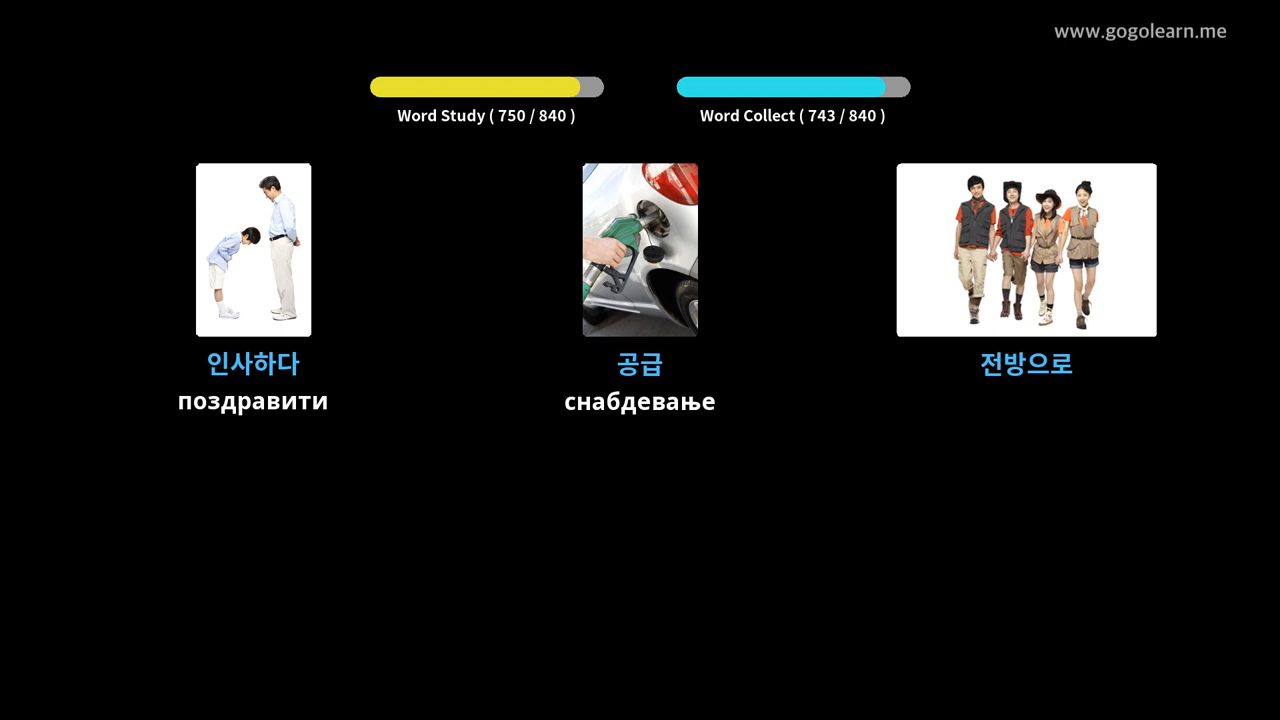 www.gogolearn.me
Word Study ( 750 / 840 )
Word Collect ( 743 / 840 )
인사하다
поздравити
공급
снабдевање
전방으로